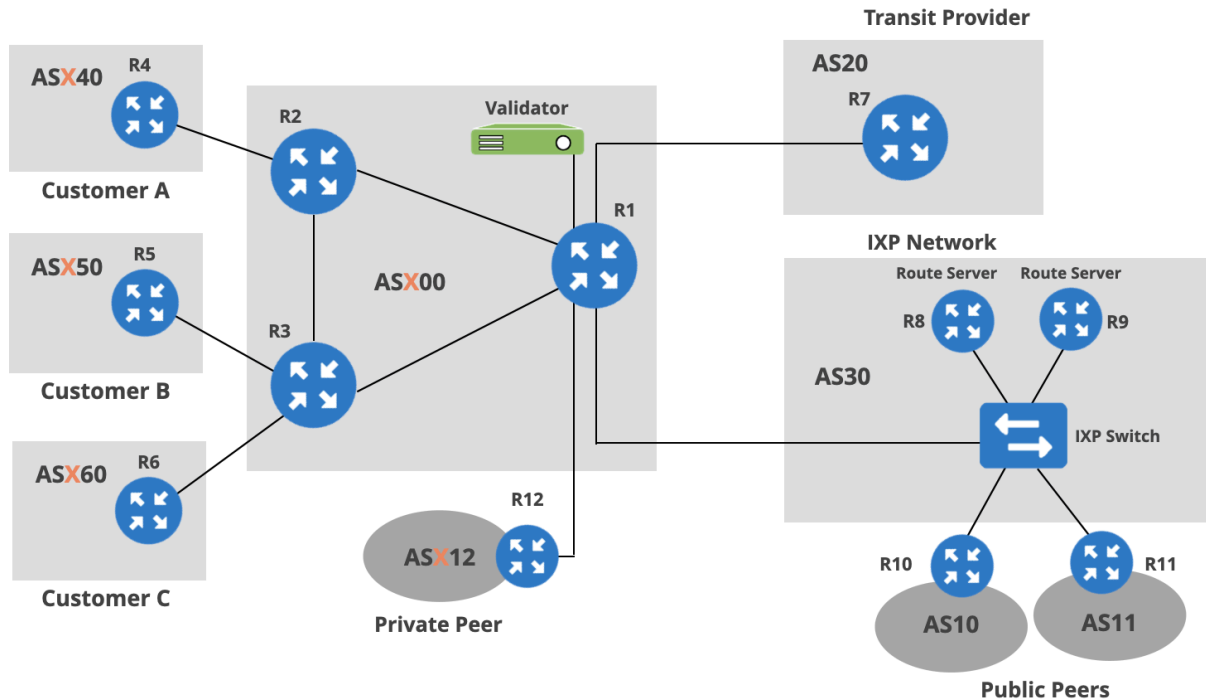 Transit Provider
ASX40
R4
Customer A
R2
Validator
R1
AS20
R7
ASX50
R5
Customer B
ASX00
R3
IXP Network
Route Server
Route Server
R8
R9
AS30
IXP Switch
ASX60
R6
Customer C
R12
ASX12
Private Peer
R10
R11
AS10
AS11
Public Peers